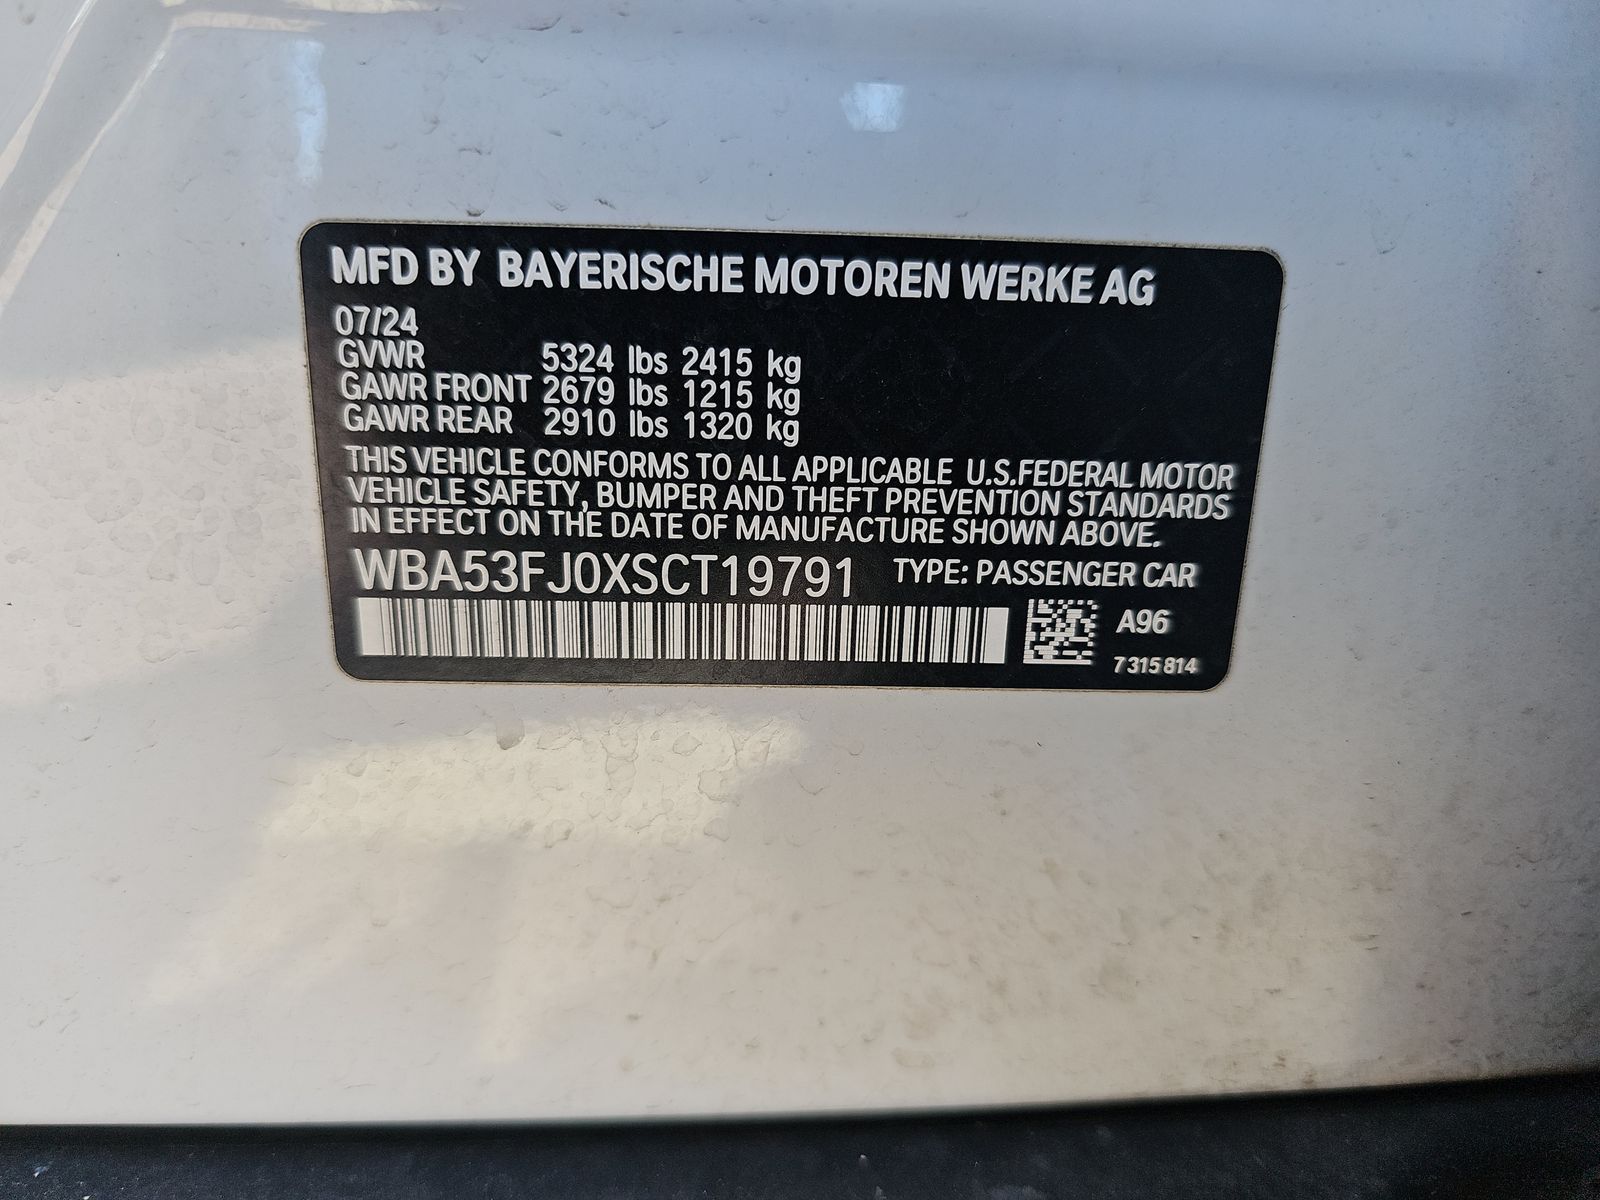 MFD BY BAYERISCHE MOTOREN WERKE AG
07/24
GVWR 5324 lbs 2415 kg
GAWR FRONT 2679 lbs 1215 kg
GAWR REAR 2910 lbs 1320 kg
THIS VEHICLE CONFORMS TO ALL APPLICABLE U.S.FEDERAL MOTOR
VEHICLE SAFETY, BUMPER AND THEFT PREVENTION STANDARDS
IN EFFECT ON THE DATE OF MANUFACTURE SHOWN ABOVE.
WBA53FJ0XSCT19791 TYPE: PASSENGER CAR
A96
7 315 814